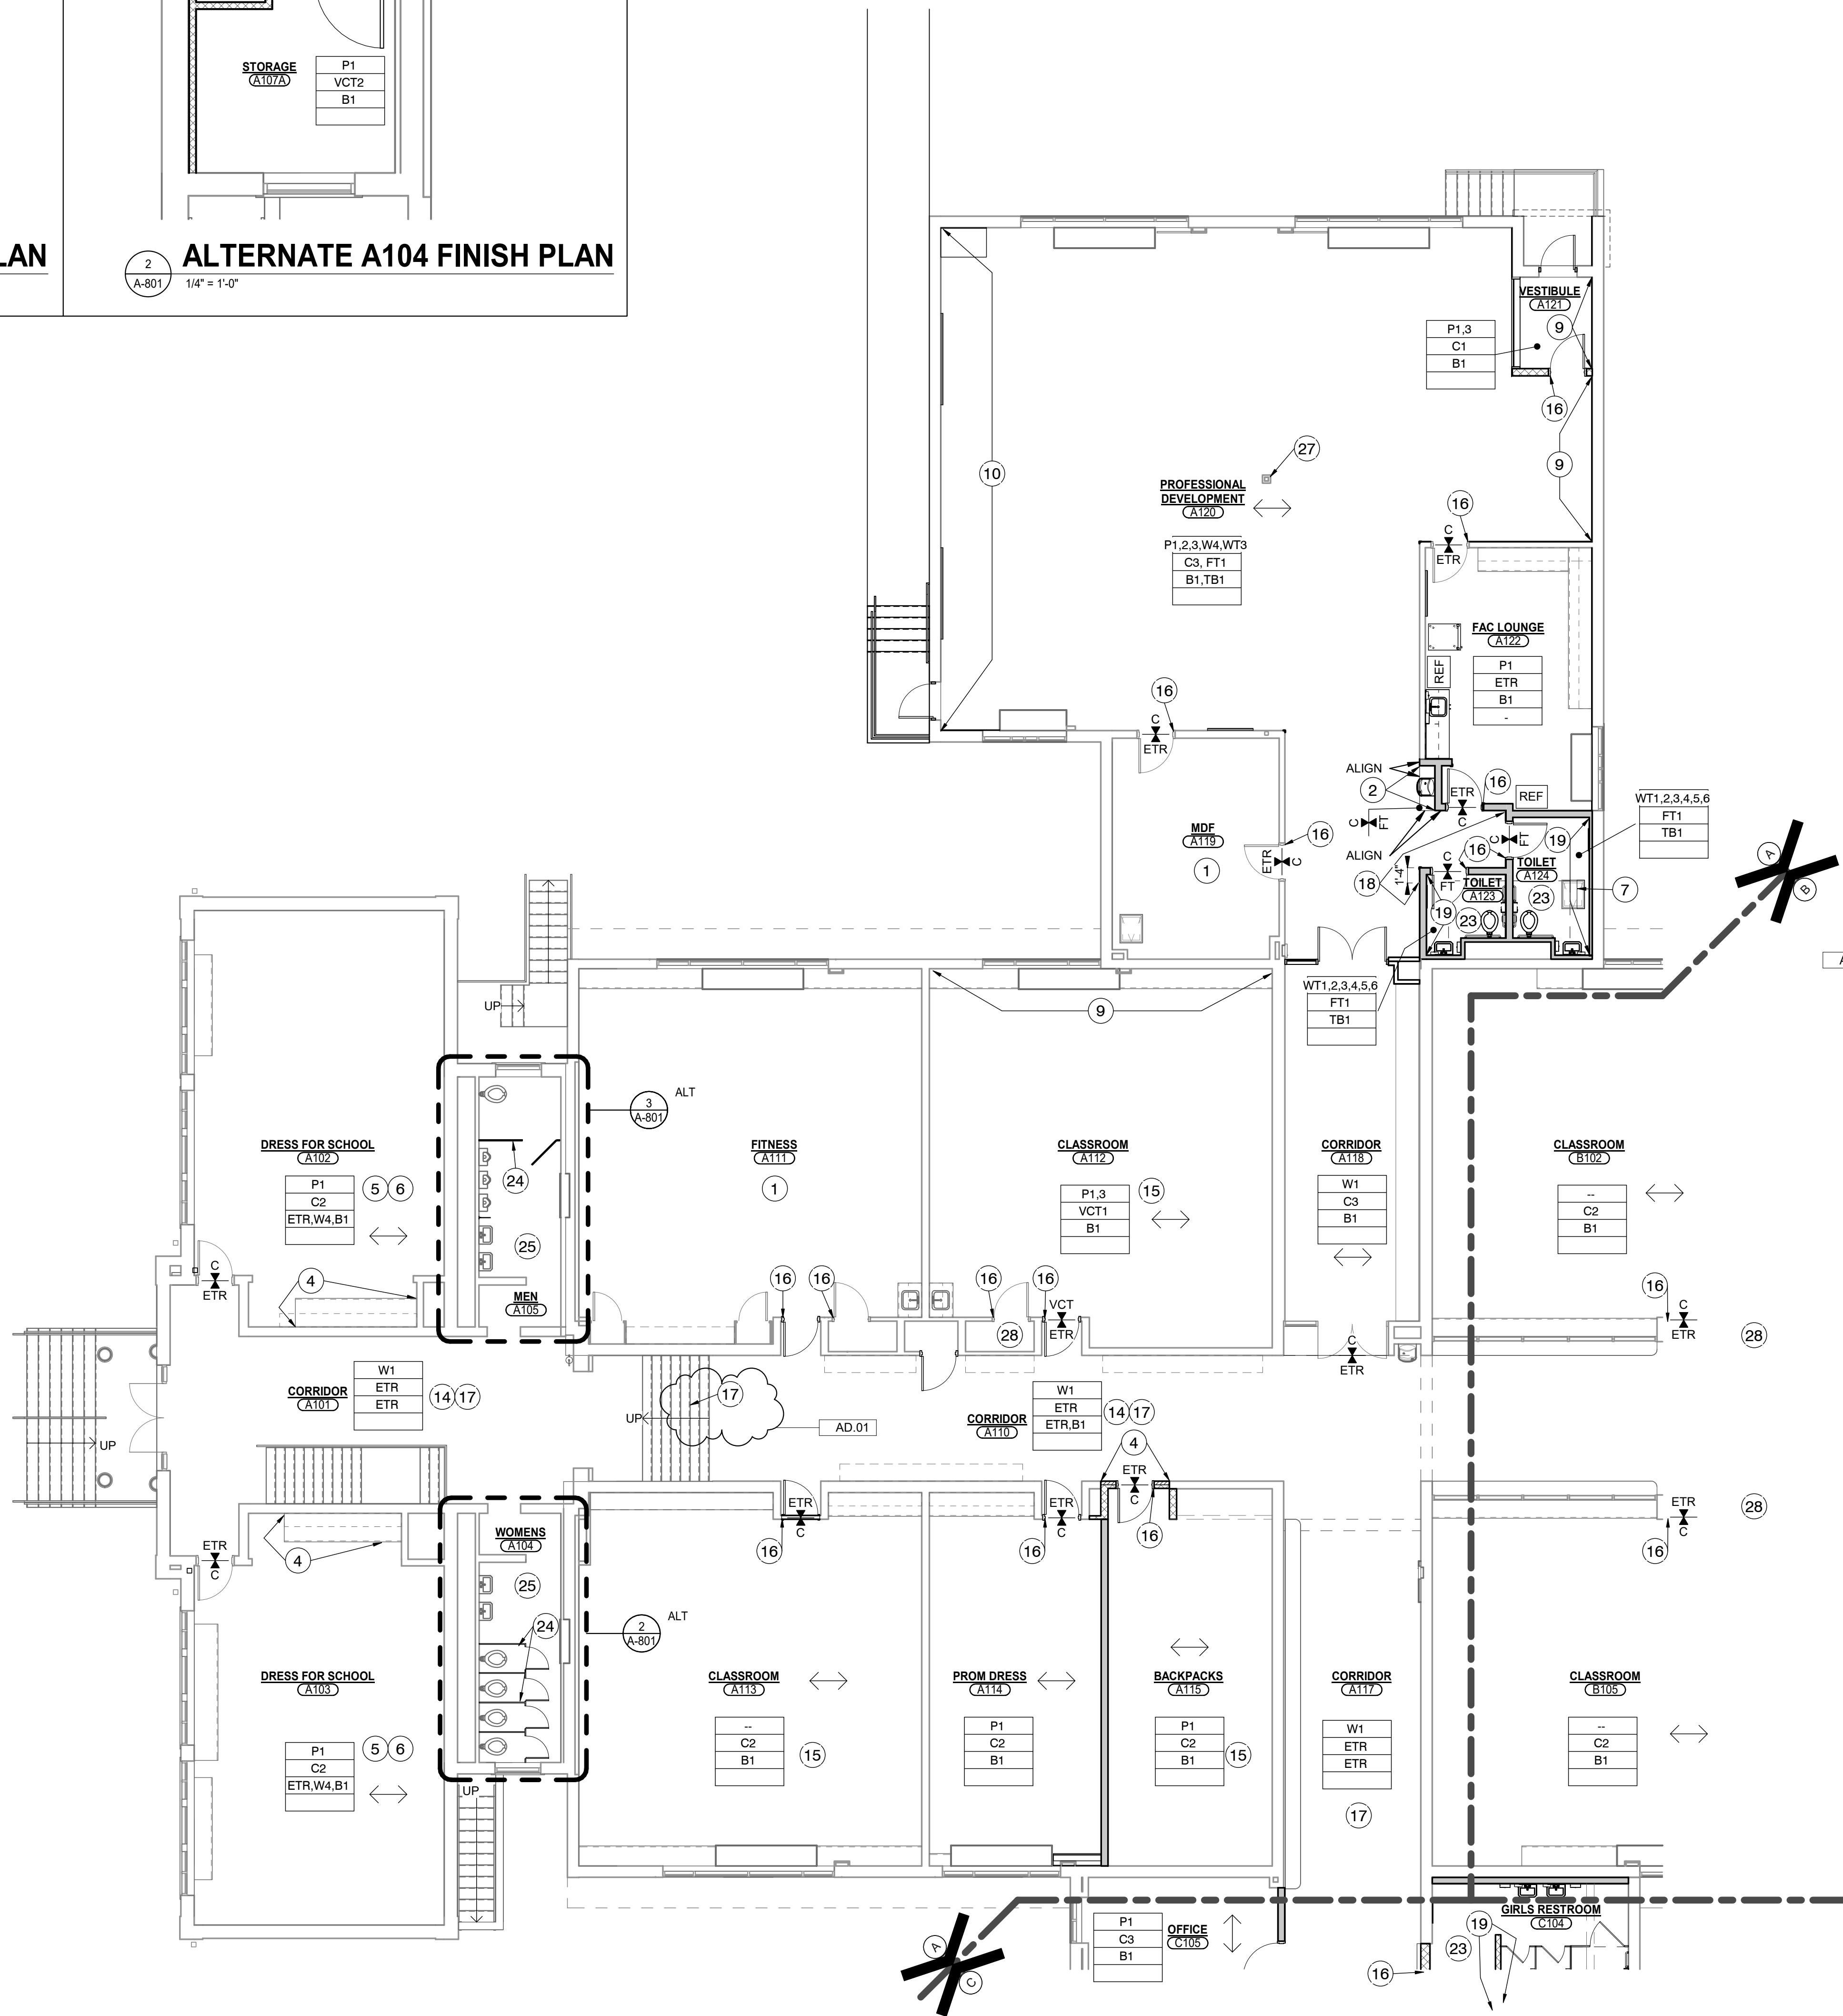 STORAGE
A107A
P1
VCT2
B1
LAN
2
A-801
ALTERNATE A104 FINISH PLAN
1/4" = 1'-0"
VESTIBULE
A121
9
P1,3
C1
B1
16
9
10
27
PROFESSIONAL
DEVELOPMENT
A120
P1,2,3,W4,WT3
C3, FT1
B1,TB1
16
C
ETR
FAC LOUNGE
A122
P1
ETR
B1
-
REF
16
C
ETR
ALIGN
2
ETR
C
16
REF
C
FT
WT1,2,3,4,5,6
FT1
TB1
MDF
A119
1
ETR
C
16
ALIGN
C
FT
19
16
TOILET
A124
C
FT
1'-4"
18
TOILET
A123
23
7
19
23
A
B
A
UP
9
WT1,2,3,4,5,6
FT1
TB1
3
A-801
ALT
DRESS FOR SCHOOL
A102
P1
C2
ETR,W4,B1
5
6
24
25
MEN
A105
FITNESS
A111
1
CLASSROOM
A112
P1,3
VCT1
B1
15
CORRIDOR
A118
W1
C3
B1
CLASSROOM
B102
--
C2
B1
C
ETR
4
16
16
16
16
28
VCT
ETR
C
ETR
16
C
ETR
28
CORRIDOR
A101
W1
ETR
ETR
14
17
UP
UP
17
AD.01
CORRIDOR
A110
W1
ETR
ETR,B1
14
17
4
ETR
C
16
ETR
C
4
WOMENS
A104
25
24
2
A-801
ALT
ETR
C
16
ETR
C
16
ETR
C
16
28
DRESS FOR SCHOOL
A103
P1
C2
ETR,W4,B1
5
6
CLASSROOM
A113
--
C2
B1
15
PROM DRESS
A114
P1
C2
B1
BACKPACKS
A115
P1
C2
B1
15
CORRIDOR
A117
W1
ETR
ETR
17
CLASSROOM
B105
--
C2
B1
UP
A
C
P1
C3
B1
OFFICE
C105
GIRLS RESTROOM
C104
19
23
16